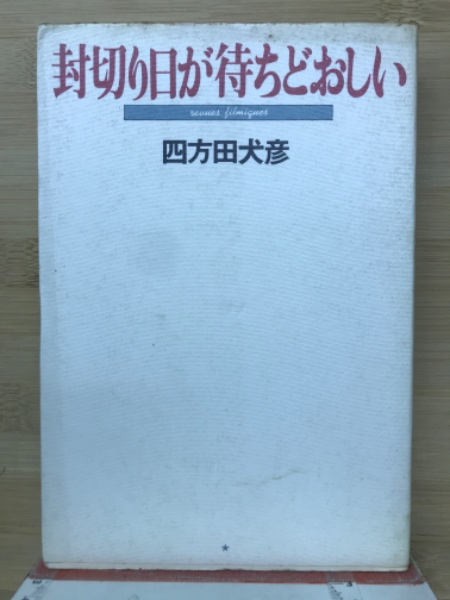 封切り日が待ちどおしい
revues filmiques
四方田犬彦